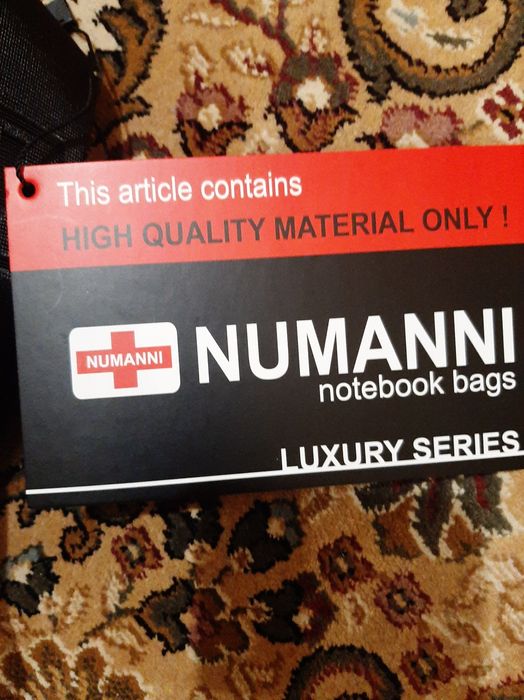 This article contains
HIGH QUALITY MATERIAL ONLY !
NUMANNI
NUMANNI
notebook bags
LUXURY SERIES